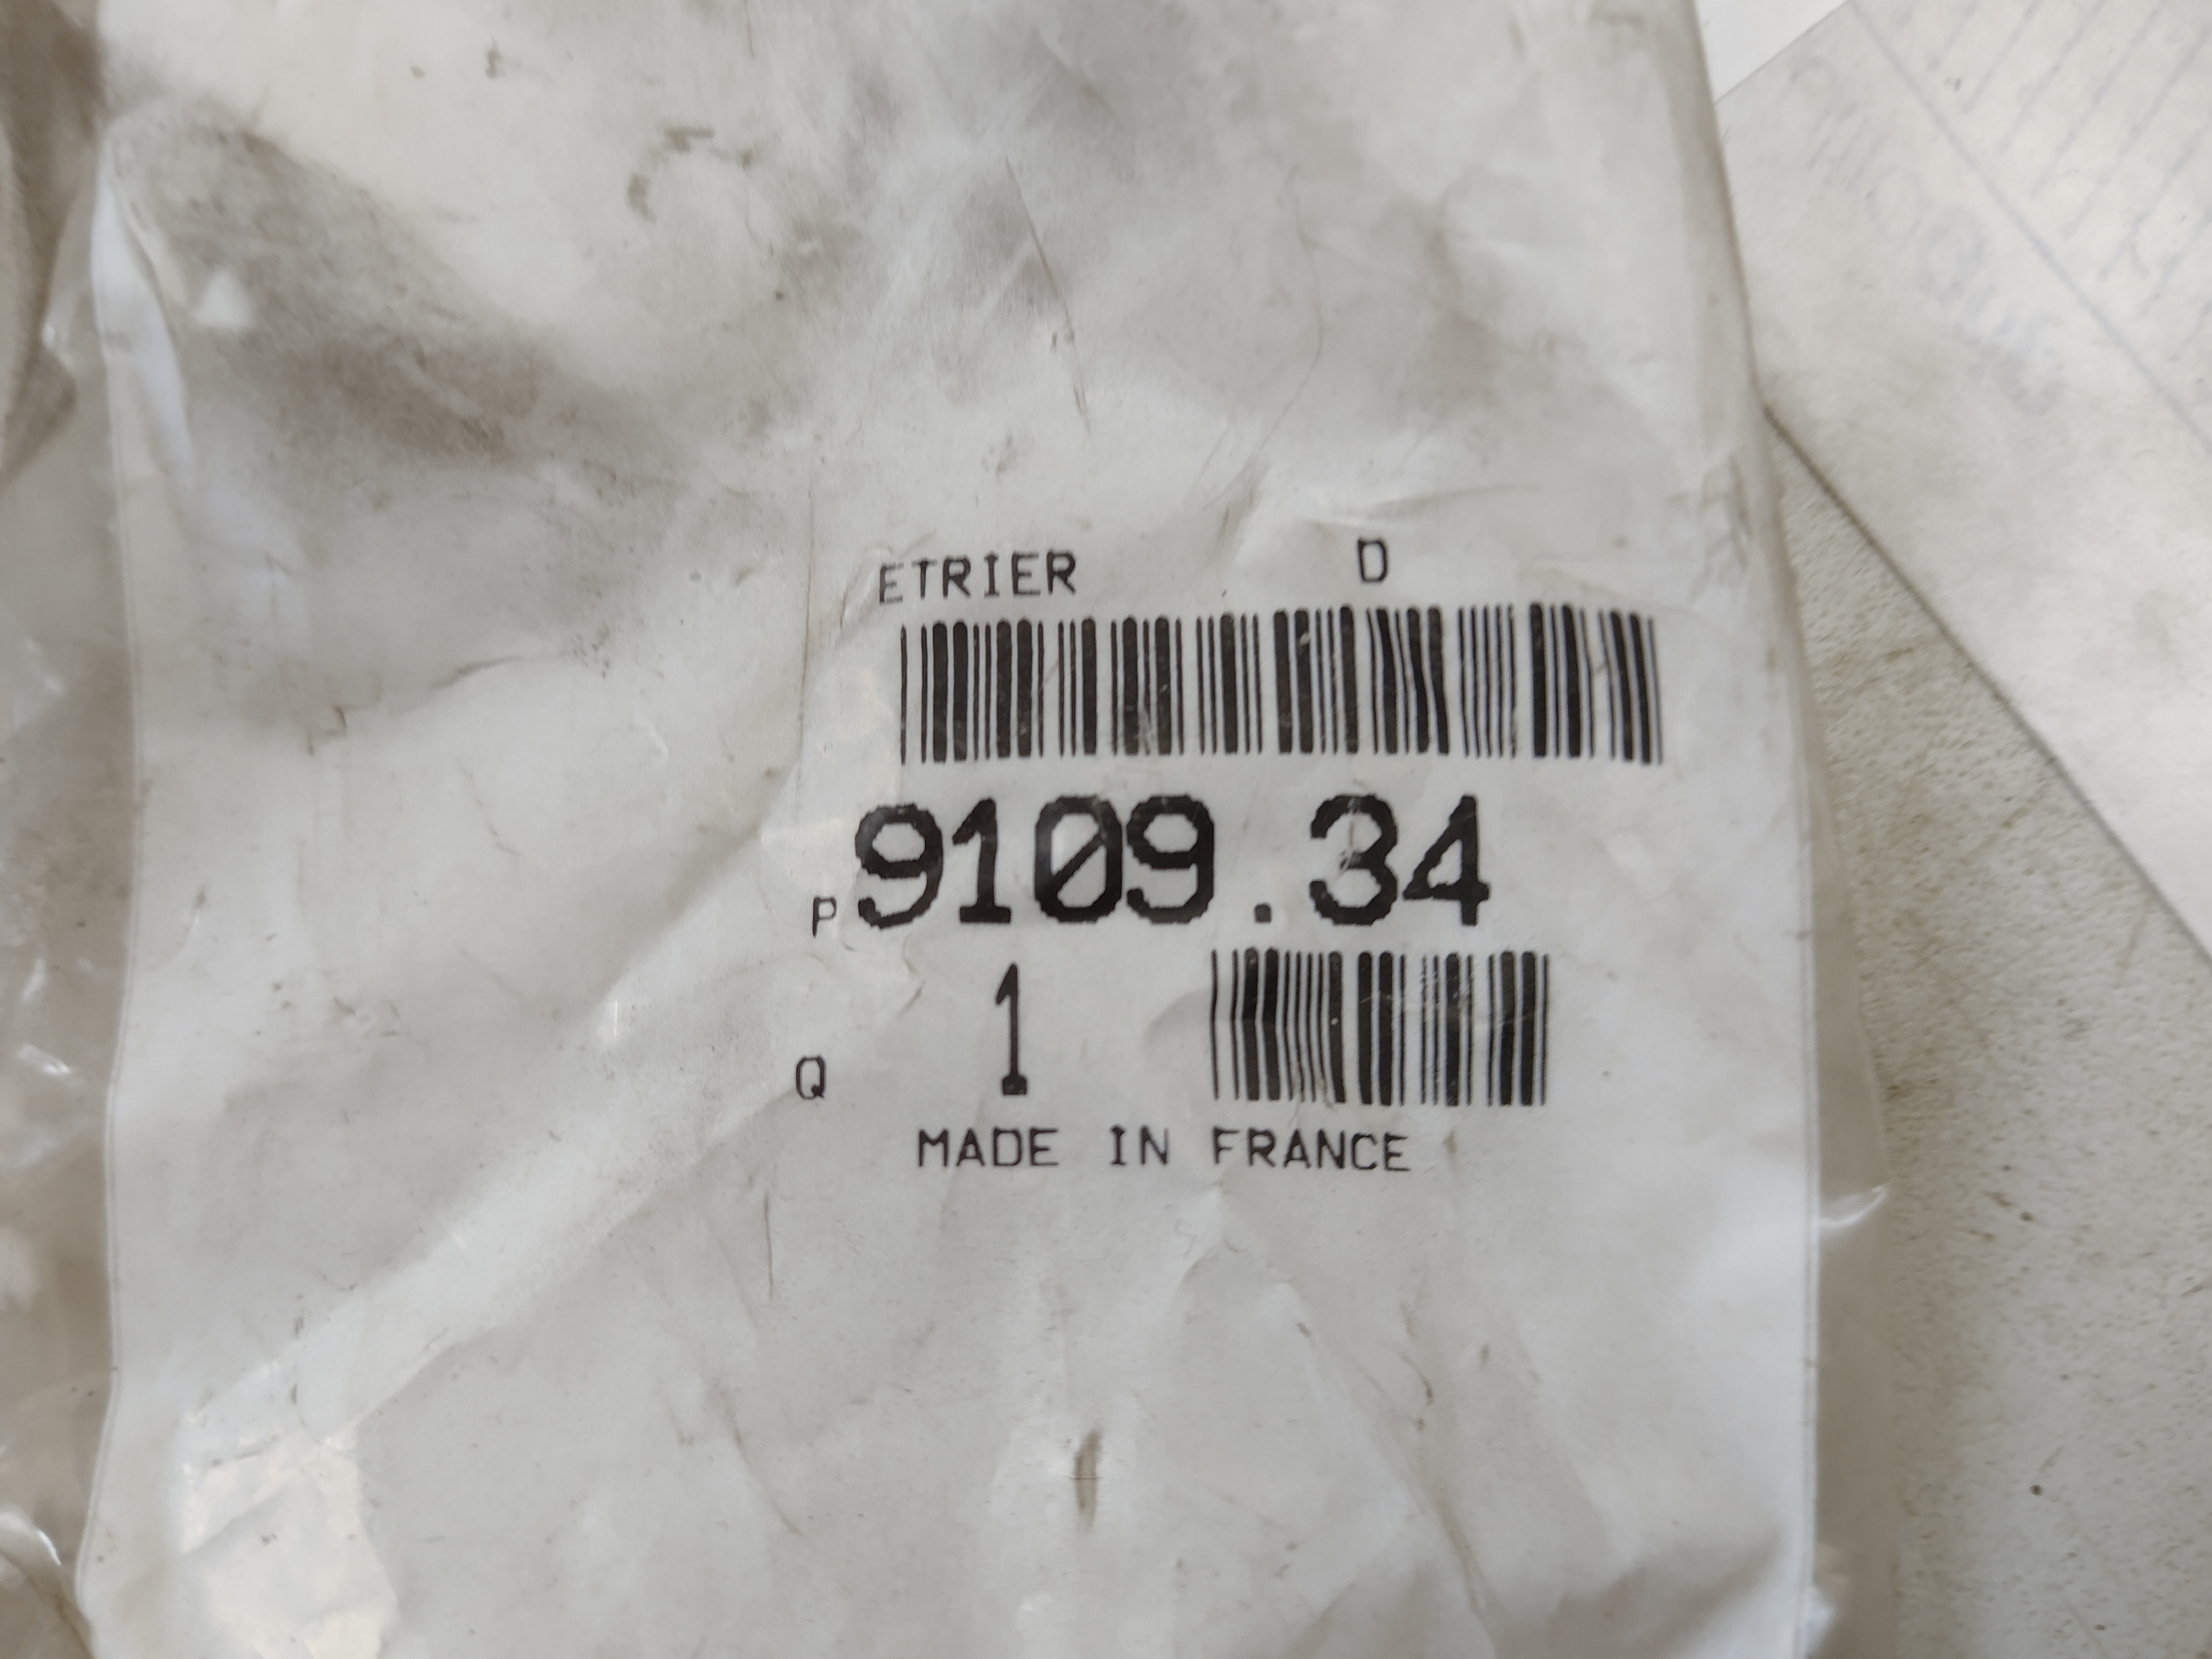 ETRIER D
P 9109.34
Q 1
MADE IN FRANCE